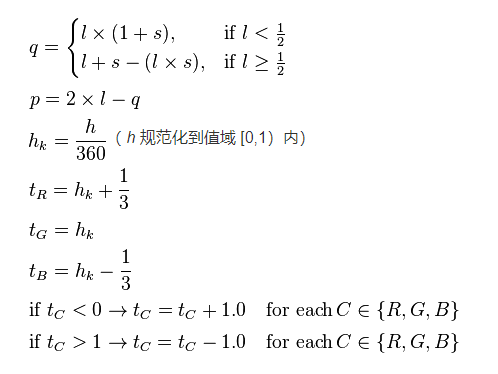 q = { l × (1 + s), if l < 1/2
l + s − (l × s), if l ≥ 1/2
p = 2 × l − q
h_k = h/360 ( h 规范化到值域 [0,1) 内)
t_R = h_k + 1/3
t_G = h_k
t_B = h_k − 1/3
if t_C < 0 → t_C = t_C + 1.0 for each C ∈ {R, G, B}
if t_C > 1 → t_C = t_C − 1.0 for each C ∈ {R, G, B}